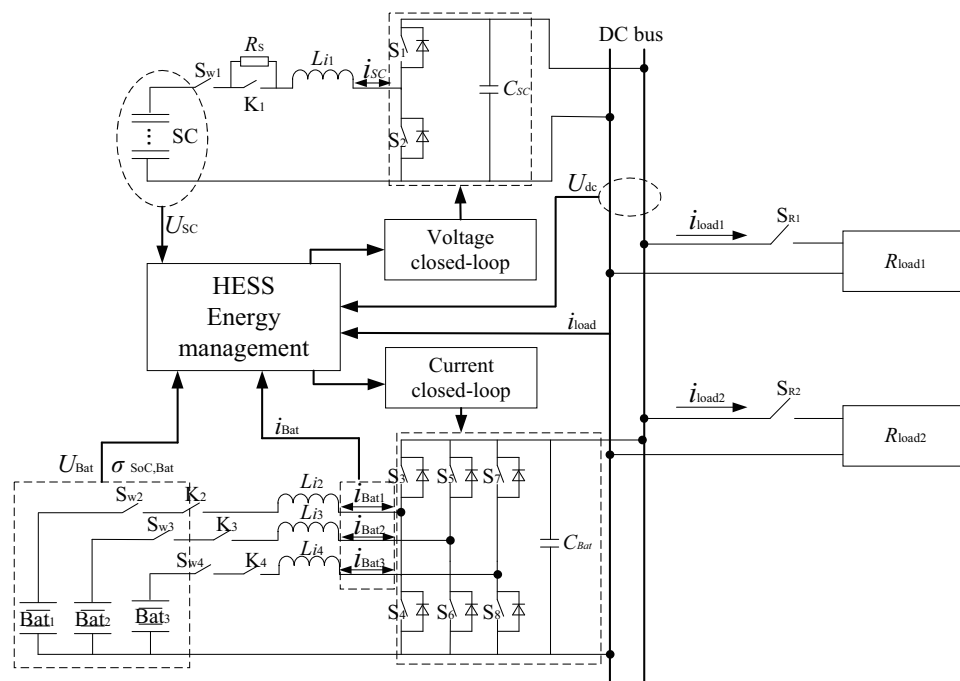 DC bus
Rs
Li1
Sw1
K1
iSC
S1
CSC
S2
SC
Udc
USC
Voltage
closed-loop
iload1
SR1
Rload1
HESS
Energy
management
iload
Current
closed-loop
iload2
SR2
Rload2
iBat
UBat
σ SoC,Bat
Sw2
K2
Li2
iBat1
S3
S5
S7
Sw3
K3
Li3
iBat2
CBat
Sw4
K4
Li4
iBat3
Bat1
Bat2
Bat3
S4
S6
S8